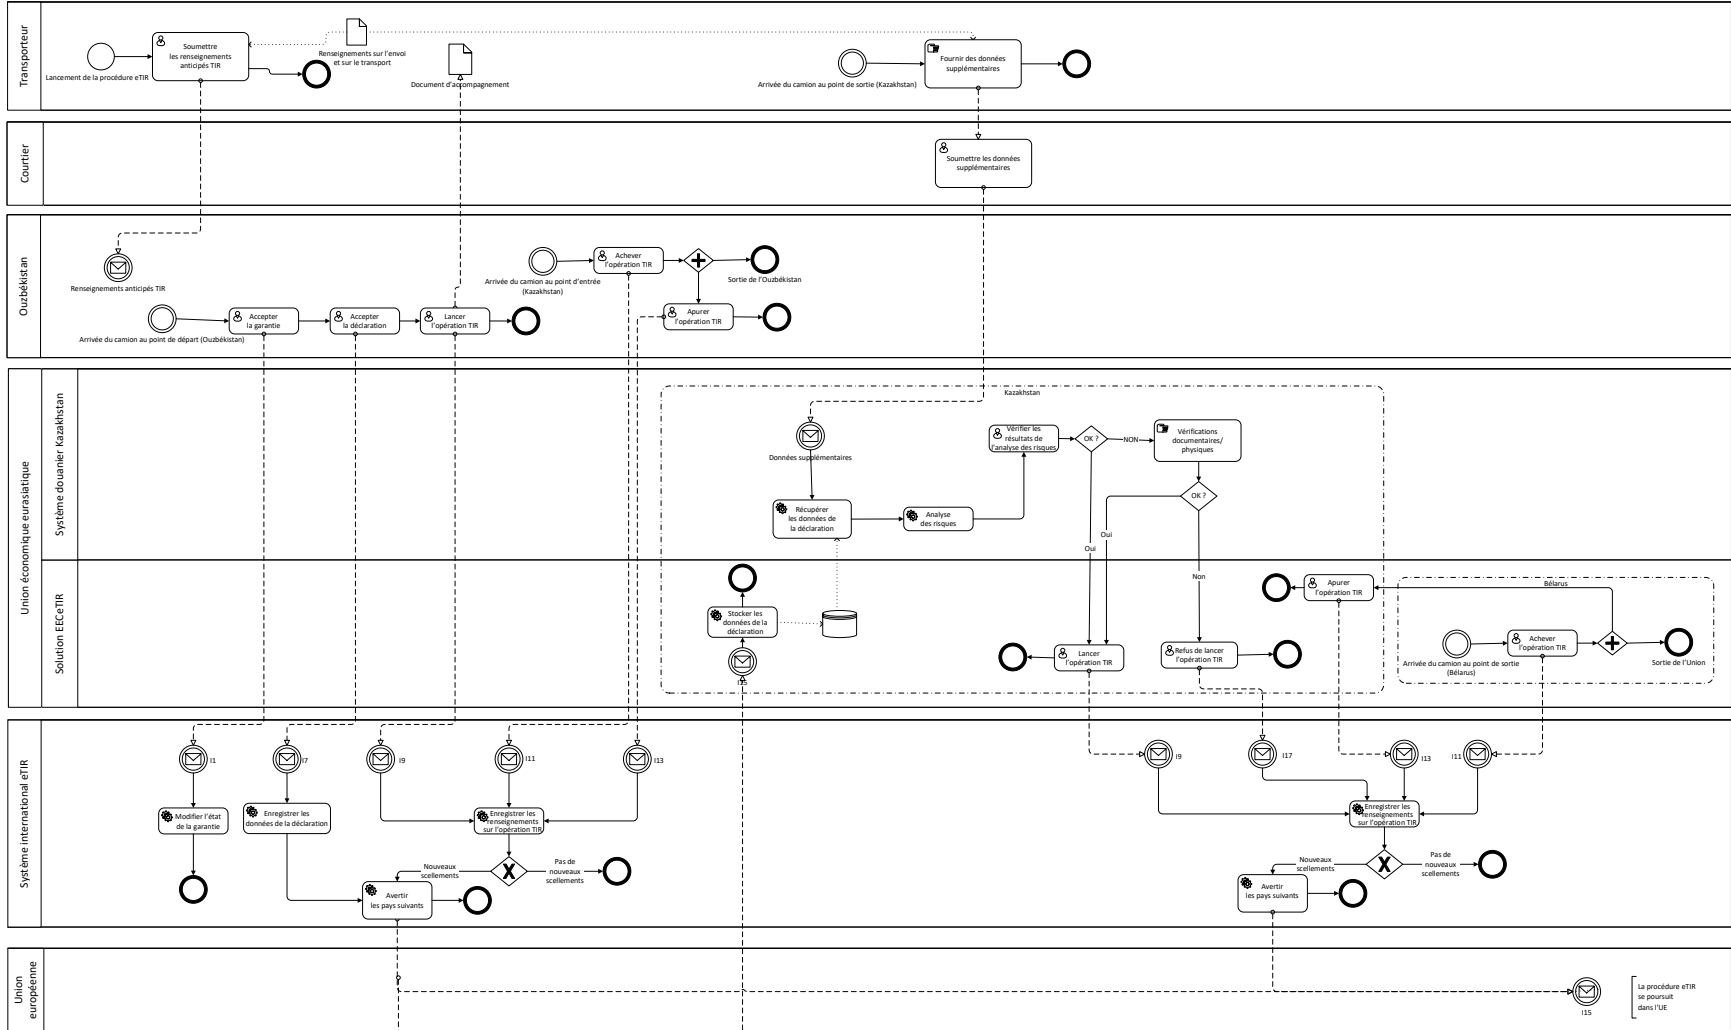 Transporteur
Lancement de la procédure eTIR
Soumettre
les renseignements
anticipés TIR
Renseignements sur l'envoi
et sur le transport
Document d'accompagnement
Arrivée du camion au point de sortie (Kazakhstan)
Fournir des données
supplémentaires
Courtier
Soumettre les données
supplémentaires
Ouzbékistan
Renseignements anticipés TIR
Arrivée du camion au point de départ (Ouzbékistan)
Accepter
la garantie
Accepter
la déclaration
Lancer
l'opération TIR
Arrivée du camion au point d'entrée
(Kazakhstan)
Achever
l'opération TIR
Sortie de l'Ouzbékistan
Apurer
l'opération TIR
Union économique eurasiatique
Système douanier Kazakhstan
Kazakhstan
Données supplémentaires
Récupérer
les données de
la déclaration
Analyse
des risques
Vérifier les
résultats de
l'analyse des risques
OK ?
NON
Vérifications
documentaires/
physiques
OK ?
Oui
Oui
Non
Solution EECeTIR
Stocker les
données de la
déclaration
I15
Lancer
l'opération TIR
Refus de lancer
l'opération TIR
Apurer
l'opération TIR
Bélarus
Arrivée du camion au point de sortie
(Bélarus)
Achever
l'opération TIR
Sortie de l'Union
Système international eTIR
I1
I7
I9
I11
I13
Modifier l'état
de la garantie
Enregistrer les
données de la déclaration
Enregistrer les
renseignements
sur l'opération TIR
Nouveaux
scellements
Pas de
nouveaux
scellements
Avertir
les pays suivants
I9
I17
I13
I11
Enregistrer les
renseignements
sur l'opération TIR
Nouveaux
scellements
Pas de nouveaux
scellements
Avertir
les pays suivants
Union
européenne
I15
La procédure eTIR
se poursuit
dans l'UE